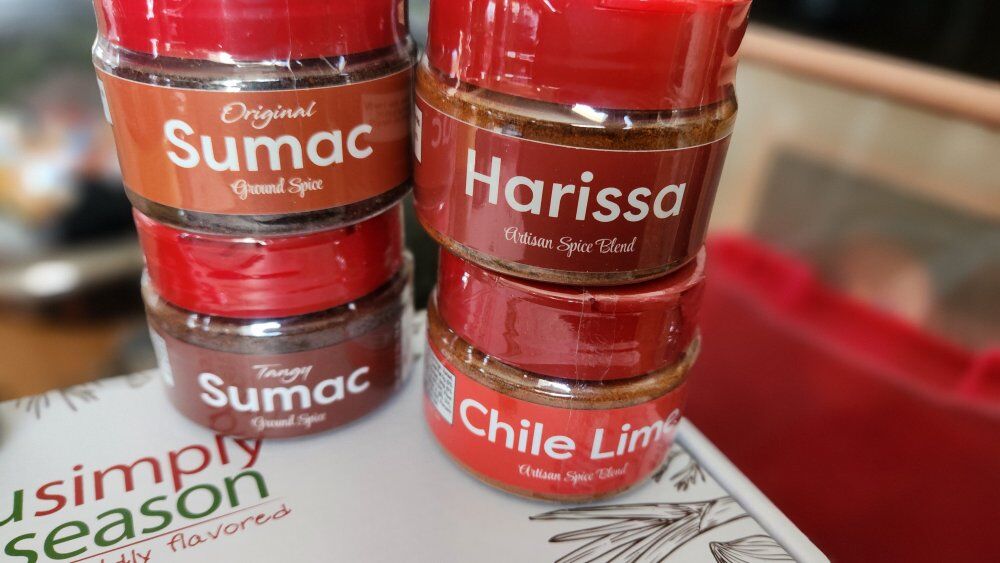 Original
Sumac
Ground Spice
Harissa
Artisan Spice Blend
Tangy
Sumac
Ground Spice
Chile Lime
Artisan Spice Blend
usimply
season
flavored